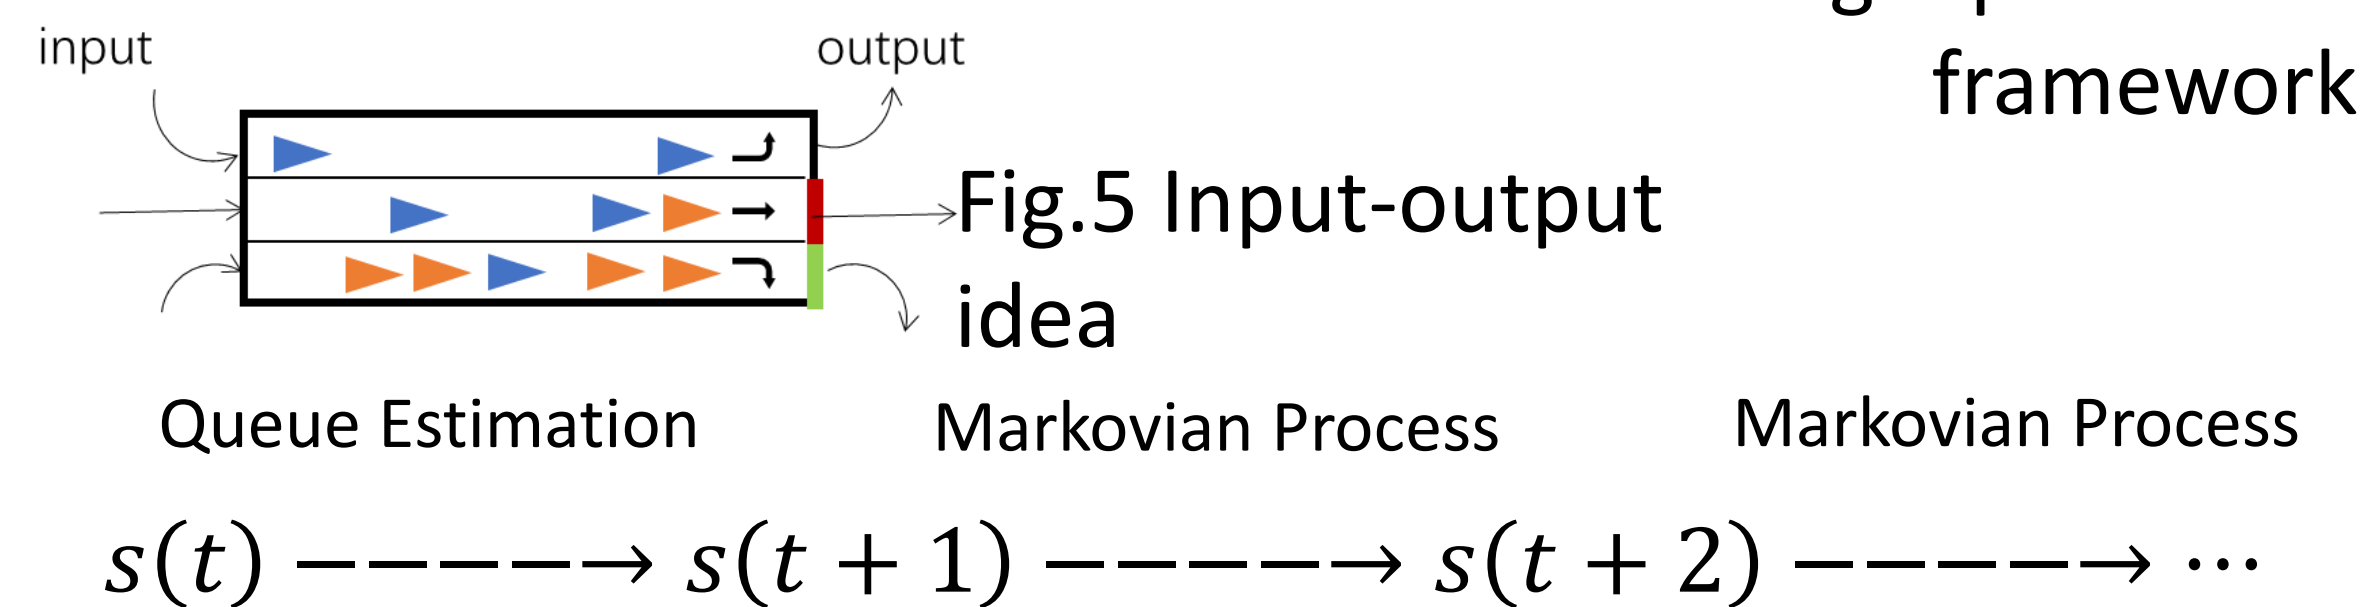 input
output
framework
Fig.5 Input-output
idea
Queue Estimation
Markovian Process
Markovian Process
s(t) ————→ s(t + 1) ————→ s(t + 2) ————→ ⋯